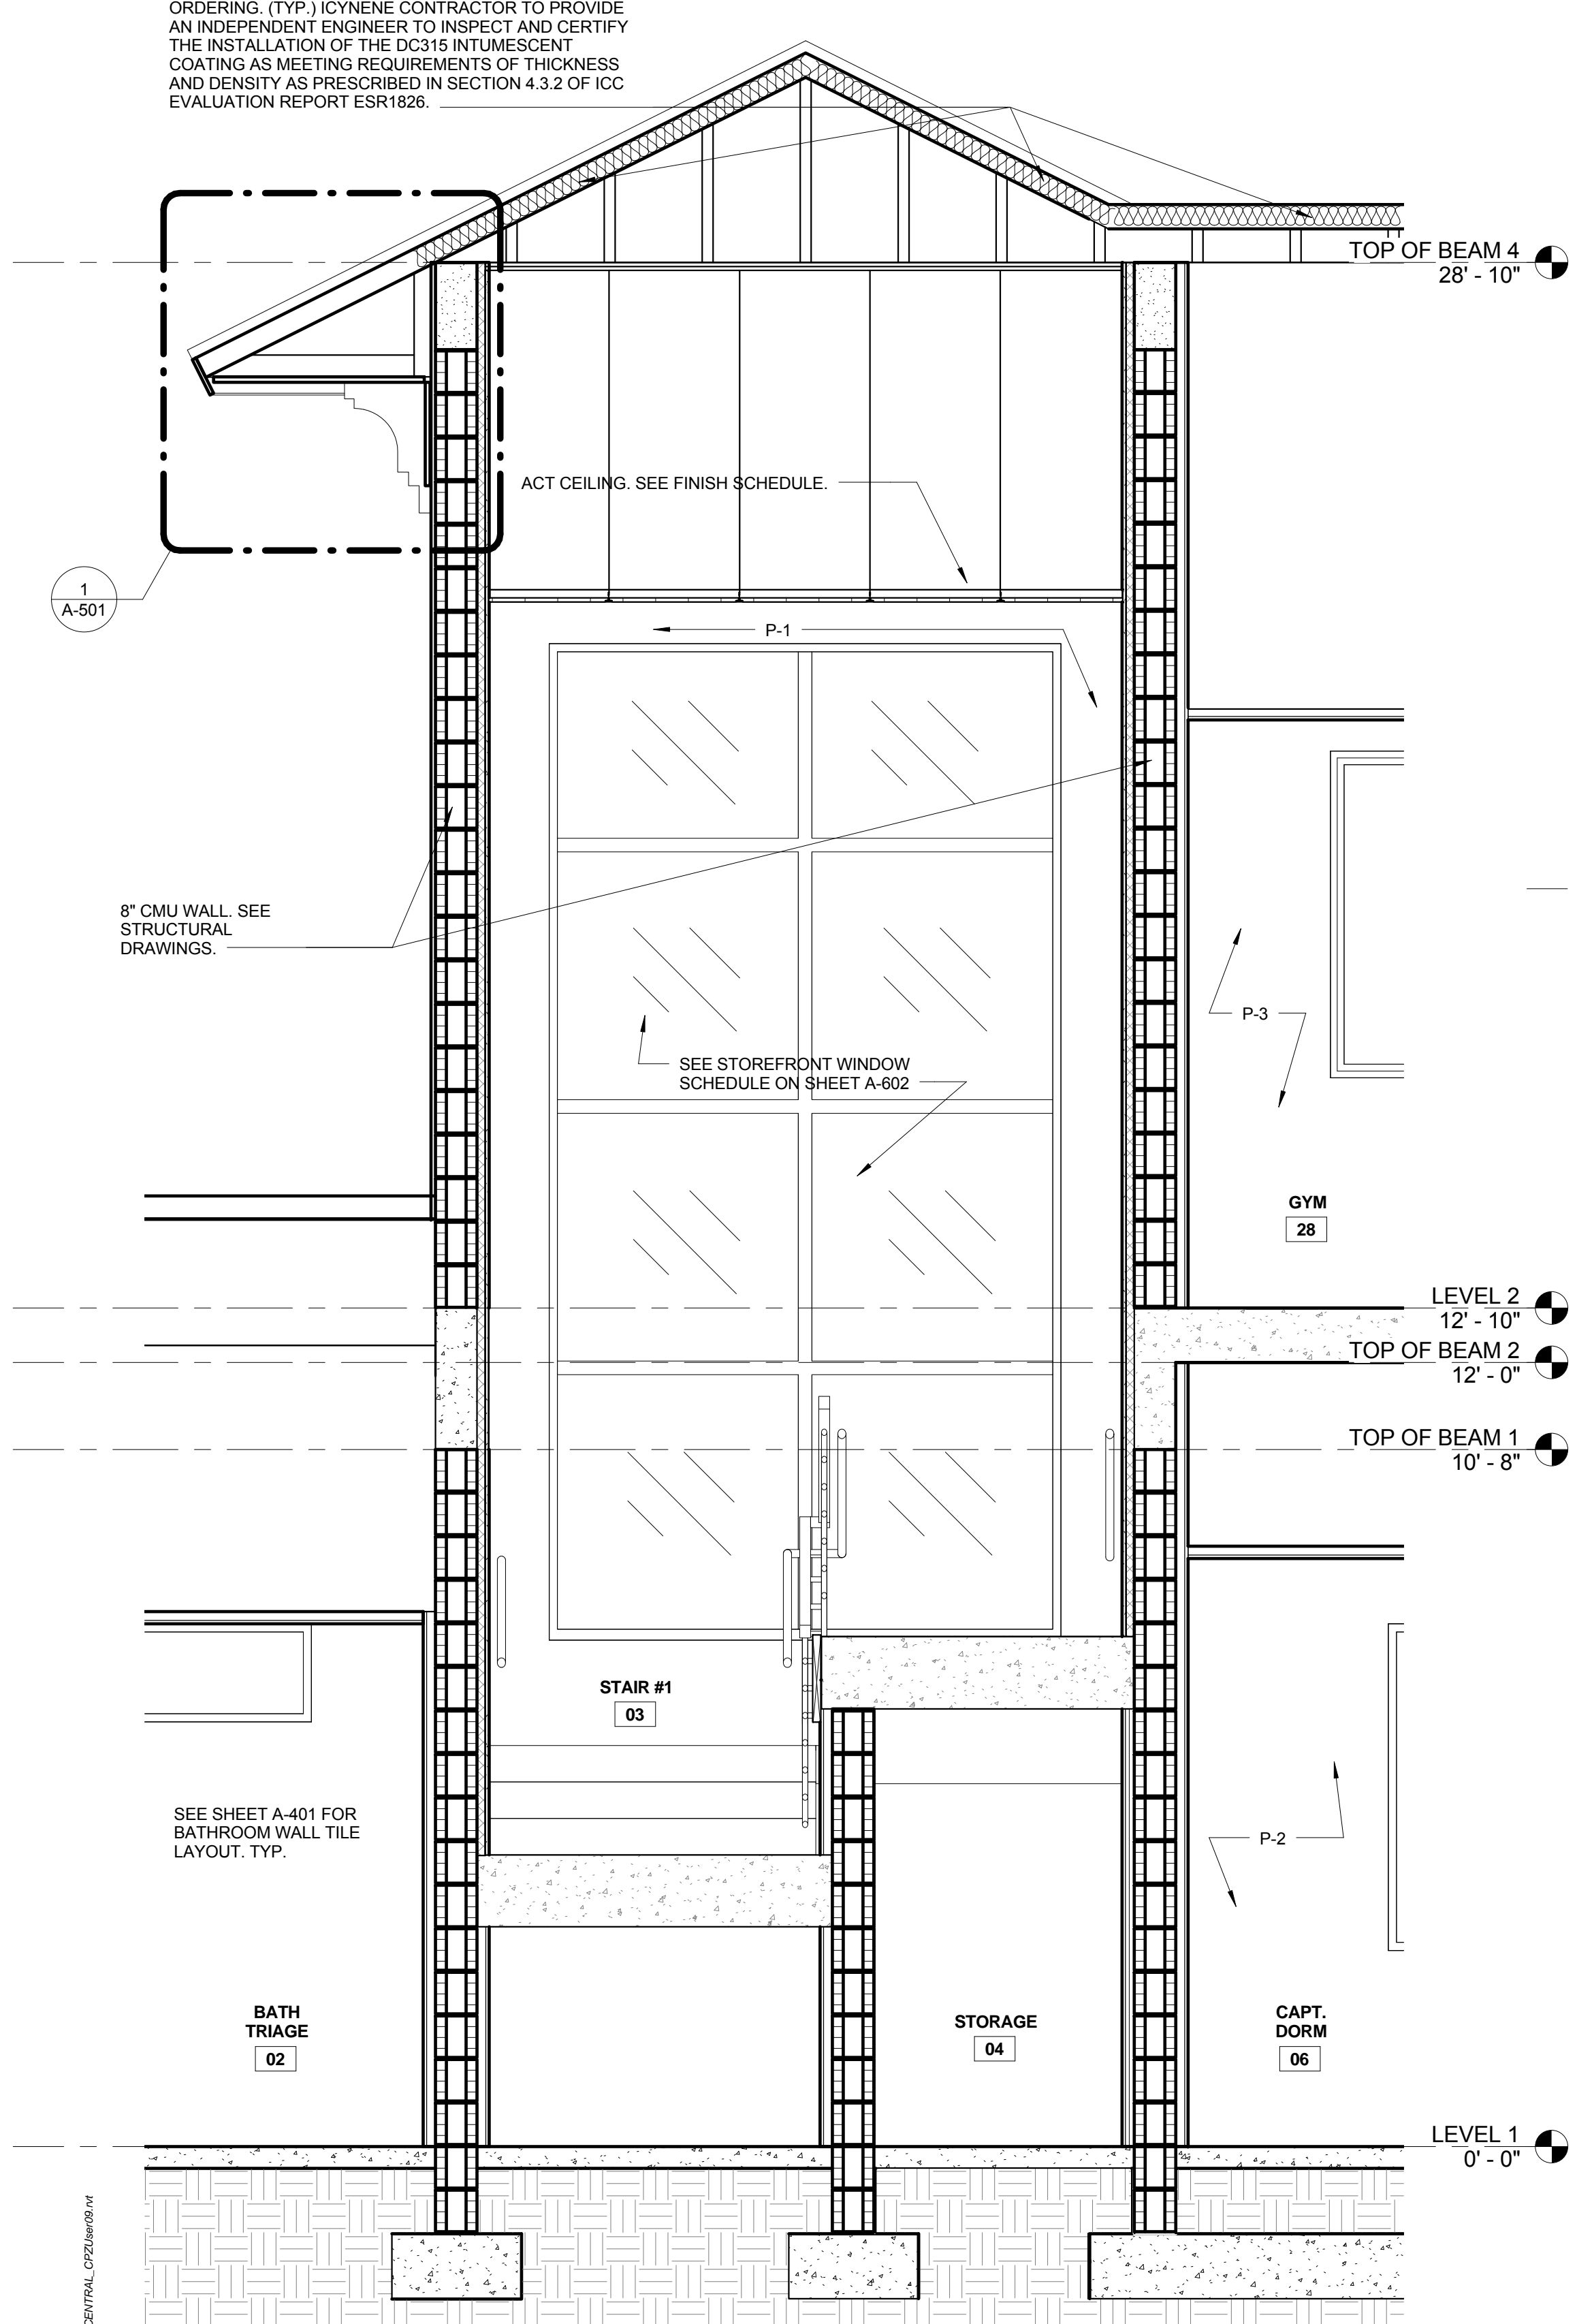 ORDERING. (TYP.) ICYNENE CONTRACTOR TO PROVIDE
AN INDEPENDENT ENGINEER TO INSPECT AND CERTIFY
THE INSTALLATION OF THE DC315 INTUMESCENT
COATING AS MEETING REQUIREMENTS OF THICKNESS
AND DENSITY AS PRESCRIBED IN SECTION 4.3.2 OF ICC
EVALUATION REPORT ESR1826.
TOP OF BEAM 4
28' - 10"
ACT CEILING. SEE FINISH SCHEDULE.
1
A-501
P-1
8" CMU WALL. SEE
STRUCTURAL
DRAWINGS.
P-3
SEE STOREFRONT WINDOW
SCHEDULE ON SHEET A-602
GYM
28
LEVEL 2
12' - 10"
TOP OF BEAM 2
12' - 0"
TOP OF BEAM 1
10' - 8"
STAIR #1
03
SEE SHEET A-401 FOR
BATHROOM WALL TILE
LAYOUT. TYP.
P-2
BATH
TRIAGE
02
STORAGE
04
CAPT.
DORM
06
LEVEL 1
0' - 0"
CENTRAL_CPZUser09.rvt